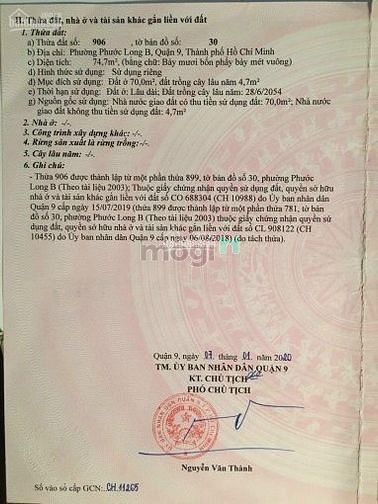 II. Thửa đất, nhà ở và tài sản khác gắn liền với đất
1. Thửa đất:
a) Thửa đất số: 906, tờ bản đồ số: 30
b) Địa chỉ: Phường Phước Long B, Quận 9, Thành phố Hồ Chí Minh
c) Diện tích: 74,7m², (bằng chữ: Bảy mươi bốn phẩy bảy mét vuông)
d) Hình thức sử dụng: Sử dụng riêng
đ) Mục đích sử dụng: Đất ở 70,0m²; đất trồng cây lâu năm 4,7m²
e) Thời hạn sử dụng: Đất ở: Lâu dài; Đất trồng cây lâu năm: 28/6/2054
g) Nguồn gốc sử dụng: Nhà nước giao đất có thu tiền sử dụng đất: 70,0m²; Nhà nước
giao đất không thu tiền sử dụng đất: 4,7m²
2. Nhà ở : -/-.
3. Công trình xây dựng khác: -/-.
4. Rừng sản xuất là rừng trồng: -/-.
5. Cây lâu năm: -/-.
6. Ghi chú:
- Thửa 906 được thành lập từ một phần thửa 899, tờ bản đồ số 30, phường Phước
Long B (Theo tài liệu 2003); Thuộc giấy chứng nhận quyền sử dụng đất, quyền sở hữu
nhà ở và tài sản khác gắn liền với đất số CO 688304 (CH 10988) do Ủy ban nhân dân
Quận 9 cấp ngày 15/07/2019 (thửa 899 được thành lập từ một phần thửa 781, tờ bản
đồ số 30, phường Phước Long B (Theo tài liệu 2003) thuộc giấy chứng nhận quyền sử
dụng đất, quyền sở hữu nhà ở và tài sản khác gắn liền với đất số CL 908122 (CH
10455) do Ủy ban nhân dân Quận 9 cấp ngày 06/08/2018) (do tách thửa).
mogi
Quận 9, ngày 07 tháng 01 năm 2020
TM. ỦY BAN NHÂN DÂN QUẬN 9
KT. CHỦ TỊCH
PHÓ CHỦ TỊCH
Nguyễn Văn Thành
Số vào sổ cấp GCN: CH 11265